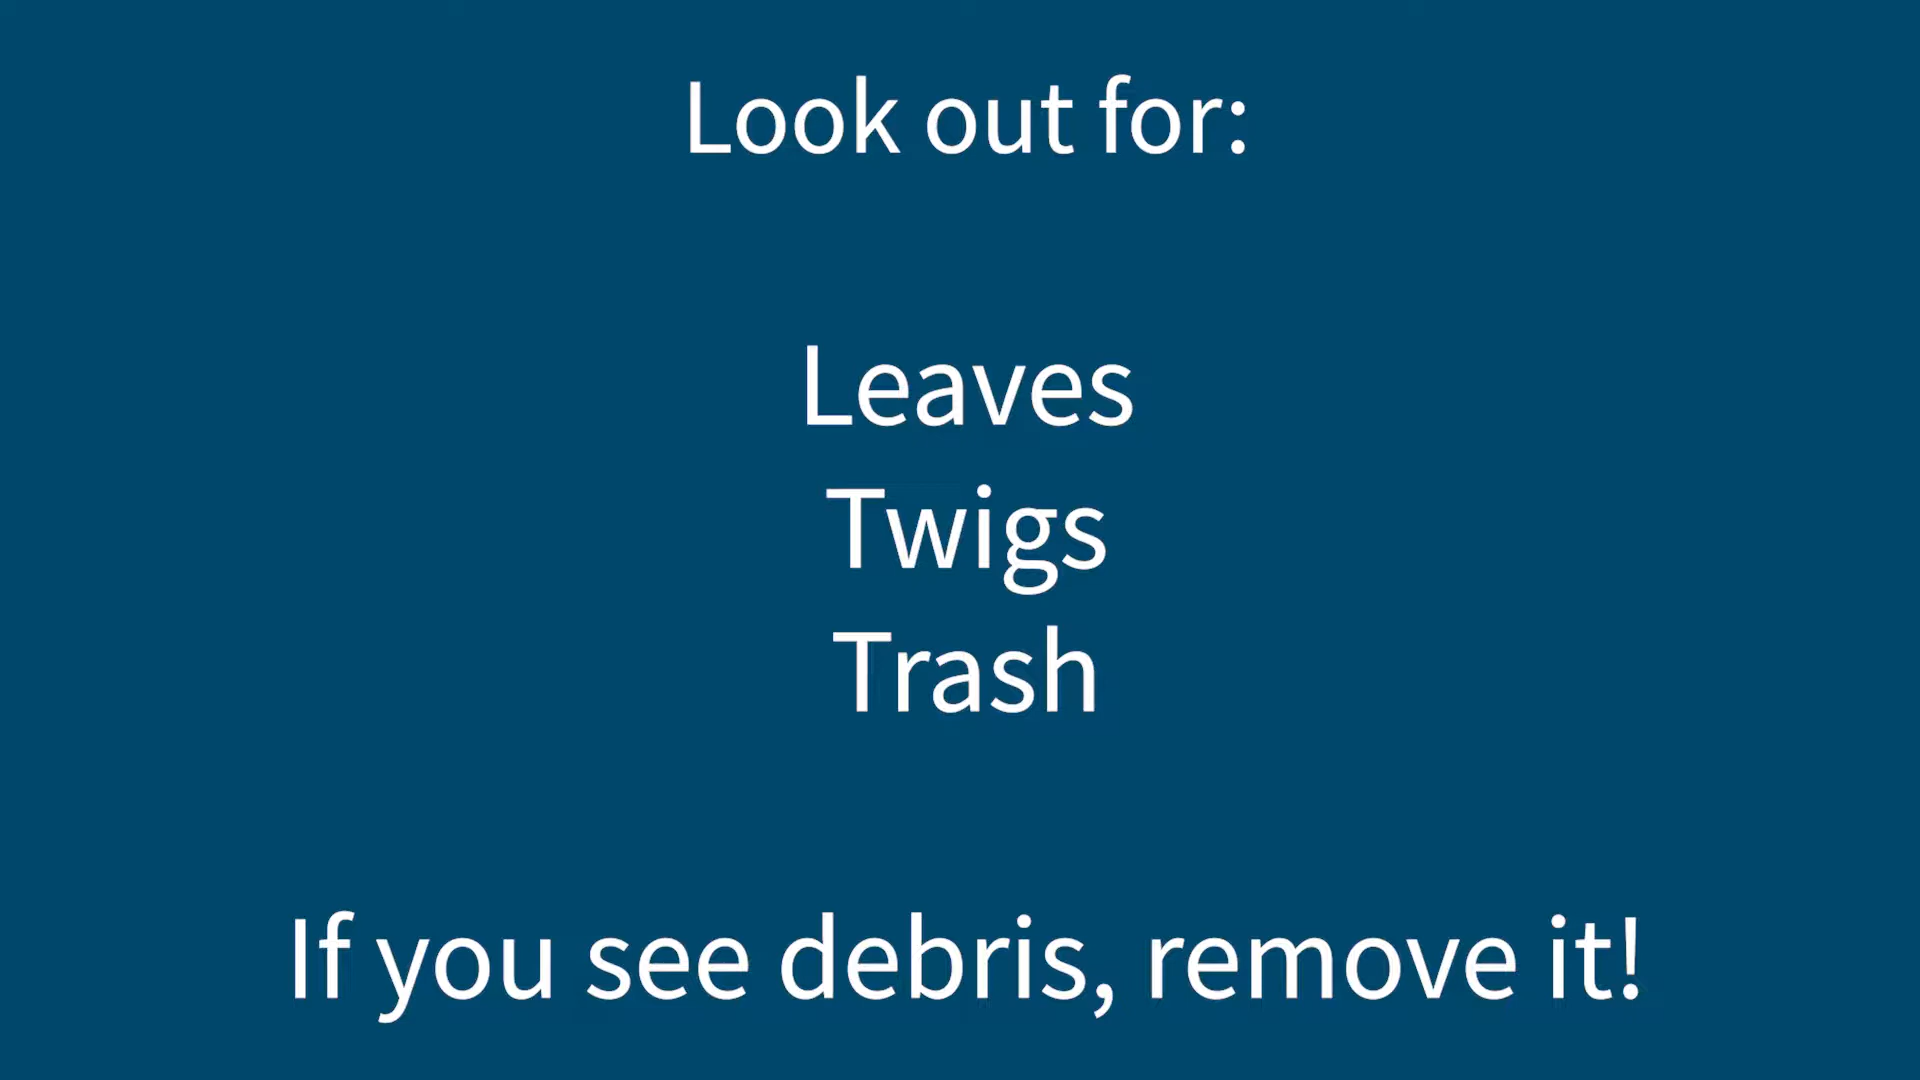 Look out for:
Leaves
Twigs
Trash
If you see debris, remove it!